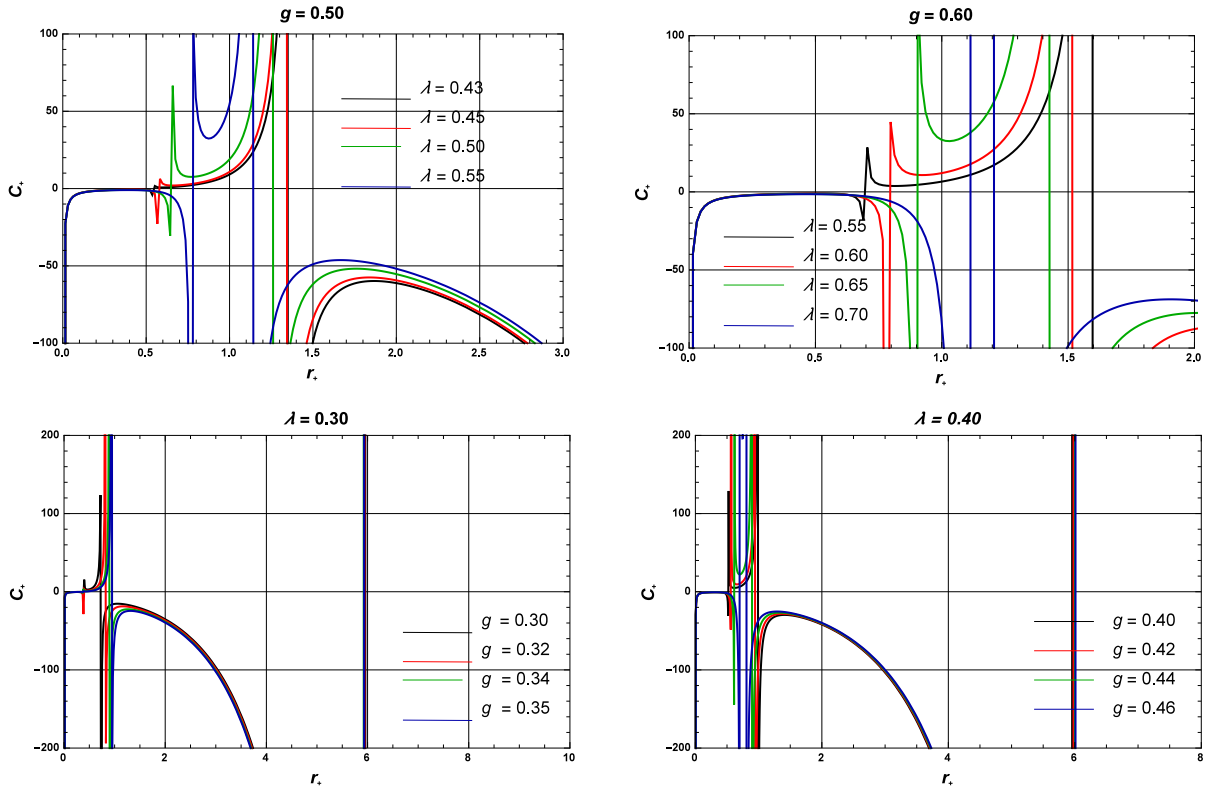 g = 0.50
100
50
0
−50
−100
0.0 0.5 1.0 1.5 2.0 2.5 3.0
C₊
r₊
λ = 0.43
λ = 0.45
λ = 0.50
λ = 0.55
g = 0.60
100
50
0
−50
−100
0.0 0.5 1.0 1.5 2.0
C₊
r₊
λ = 0.55
λ = 0.60
λ = 0.65
λ = 0.70
λ = 0.30
200
100
0
−100
−200
0 2 4 6 8 10
C₊
r₊
g = 0.30
g = 0.32
g = 0.34
g = 0.35
λ = 0.40
200
100
0
−100
−200
0 2 4 6 8
C₊
r₊
g = 0.40
g = 0.42
g = 0.44
g = 0.46